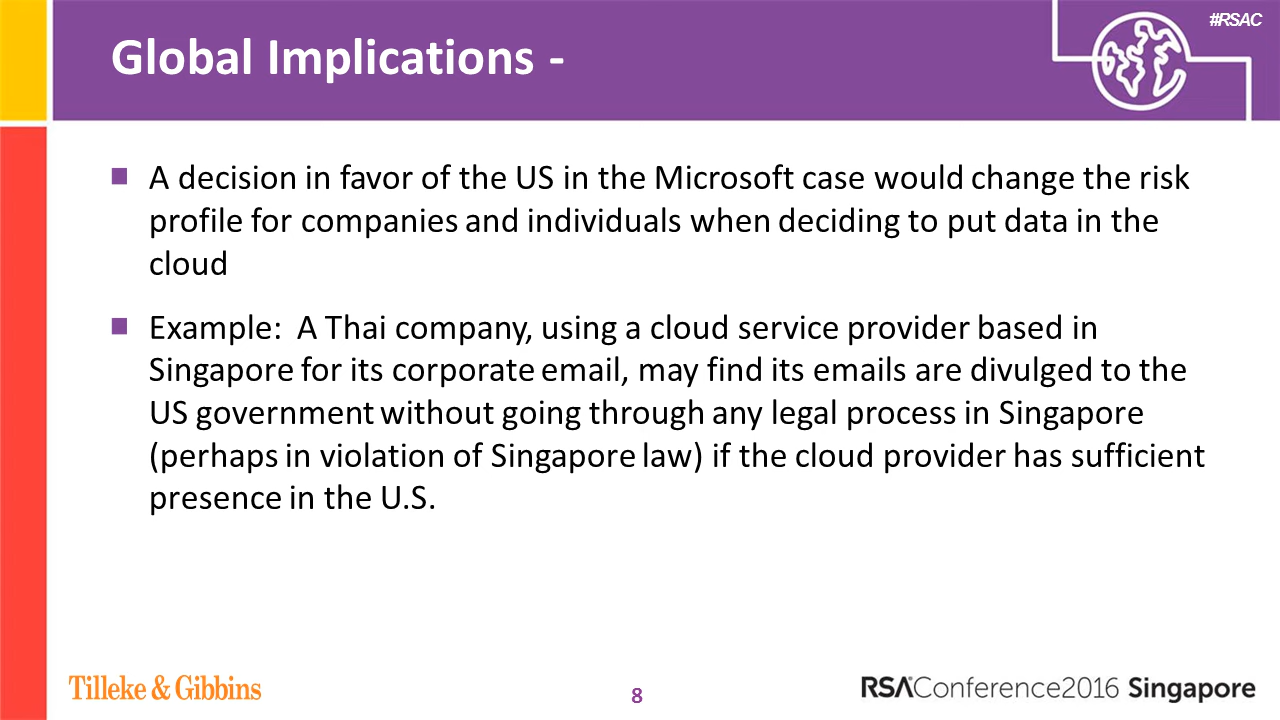 #RSAC
Global Implications -
A decision in favor of the US in the Microsoft case would change the risk
profile for companies and individuals when deciding to put data in the
cloud
Example:  A Thai company, using a cloud service provider based in
Singapore for its corporate email, may find its emails are divulged to the
US government without going through any legal process in Singapore
(perhaps in violation of Singapore law) if the cloud provider has sufficient
presence in the U.S.
Tilleke & Gibbins
8
RSAConference2016 Singapore